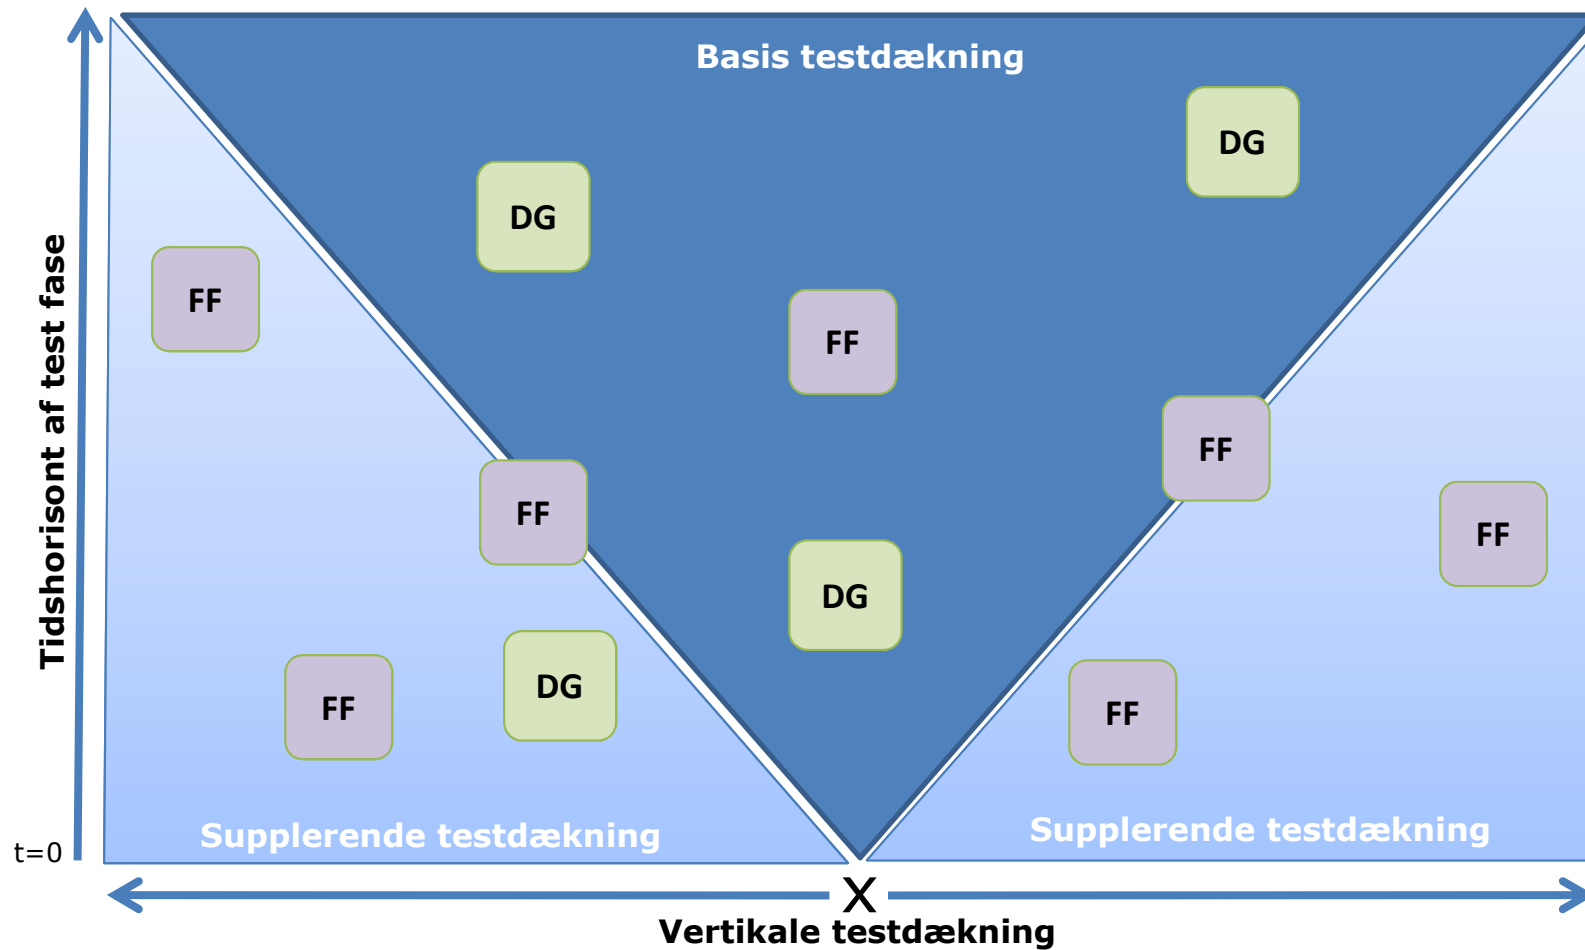 Basis testdækning
DG
DG
FF
FF
FF
FF
FF
DG
DG
FF
FF
Tidshorisont af test fase
Supplerende testdækning
Supplerende testdækning
t=0
X
Vertikale testdækning